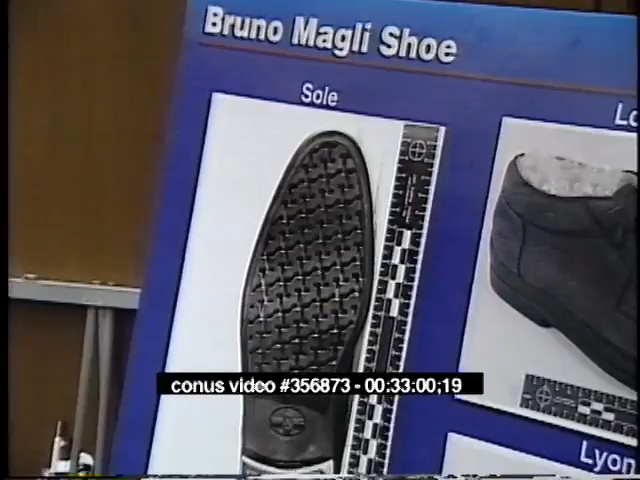 Bruno Magli Shoe
Sole
Lo
conus video #356873 - 00:33:00;19
Lyon